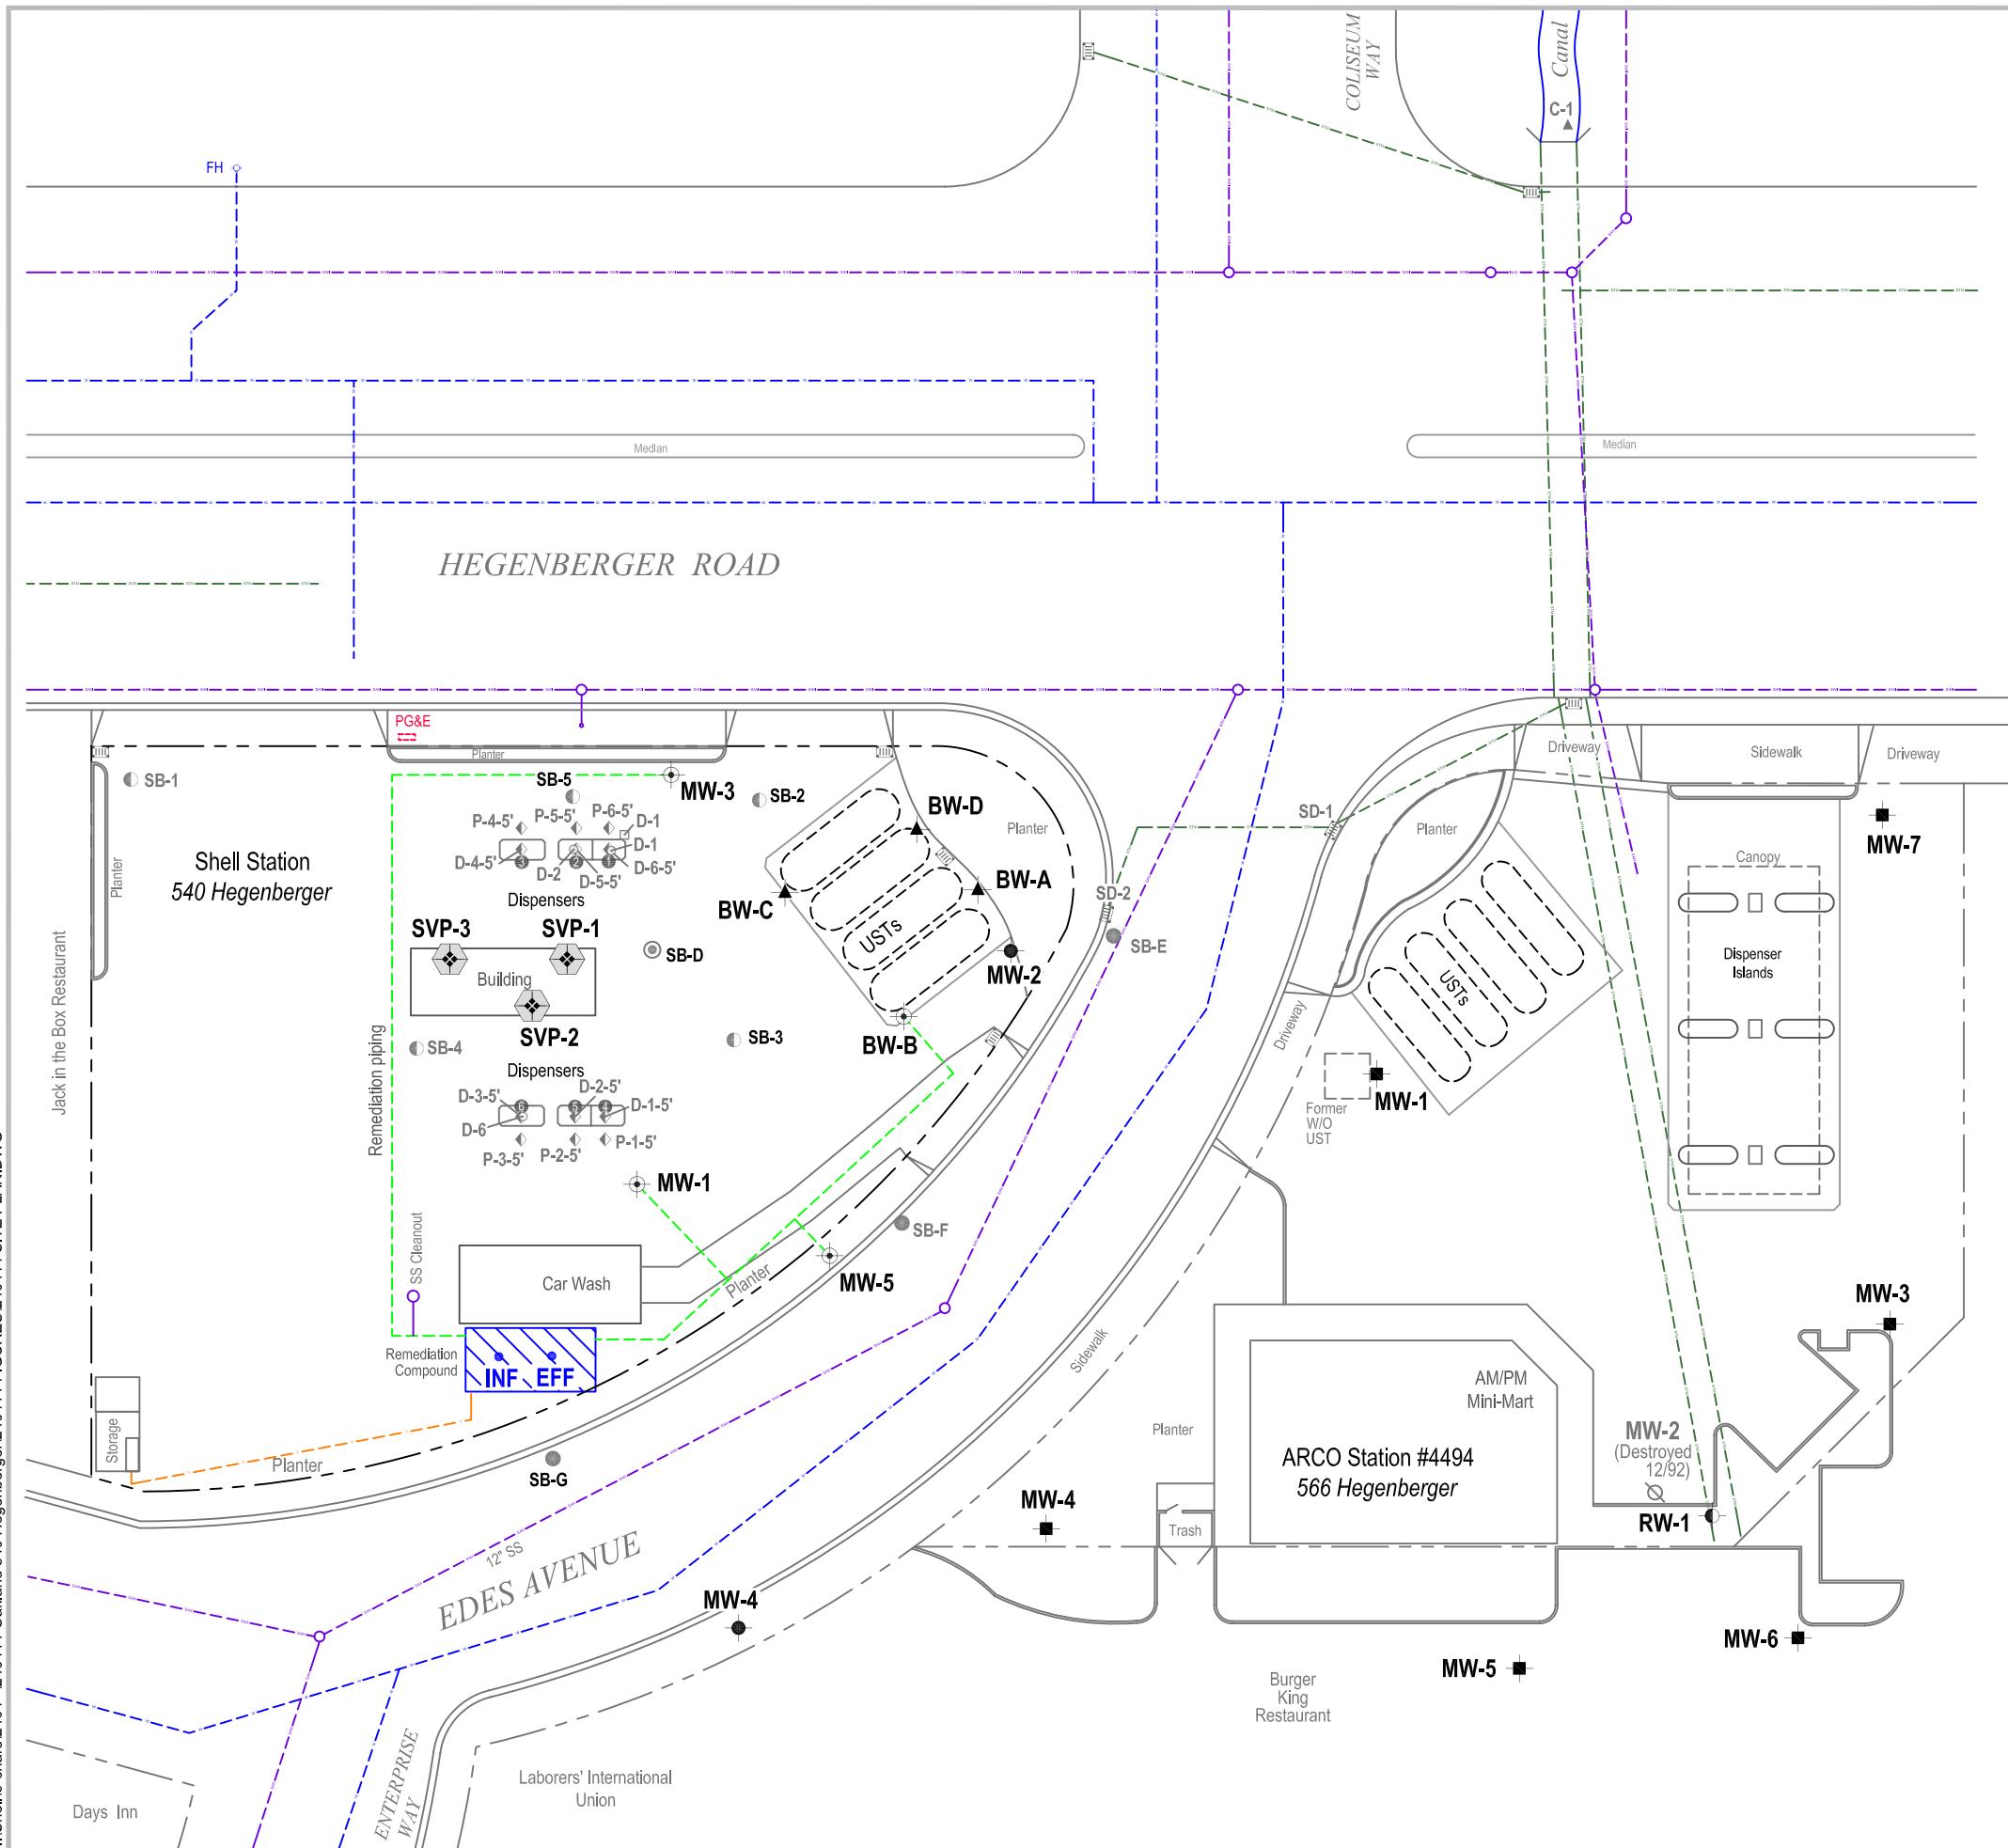 COLISEUM
WAY
Canal
C-1
FH
Median
Median
HEGENBERGER ROAD
PG&E
Planter
Driveway
Sidewalk
Driveway
SB-1
SB-5
MW-3
SB-2
BW-D
Planter
SD-1
Planter
MW-7
P-4-5'
P-5-5'
P-6-5'
D-1
D-1
D-4-5'
D-2
D-5-5'
D-6-5'
3
2
1
Shell Station
540 Hegenberger
Planter
Dispensers
BW-C
BW-A
USTs
SD-2
Canopy
SVP-3
SVP-1
SB-D
SB-E
MW-2
Dispenser
Islands
Building
USTs
Jack in the Box Restaurant
SVP-2
SB-3
BW-B
SB-4
Driveway
Remediation piping
Dispensers
D-3-5'
D-2-5'
D-1-5'
6
5
4
D-6
P-3-5'
P-2-5'
P-1-5'
Former
W/O
UST
MW-1
MW-1
SS Cleanout
SB-F
Car Wash
Planter
MW-5
MW-3
Remediation
Compound
INF
EFF
Sidewalk
AM/PM
Mini-Mart
Planter
Storage
Planter
SB-G
ARCO Station #4494
566 Hegenberger
MW-2
(Destroyed
12/92)
MW-4
Trash
RW-1
12" SS
EDES AVENUE
MW-4
MW-6
MW-5
Burger
King
Restaurant
ENTERPRISE
WAY
Laborers' International
Union
Days Inn